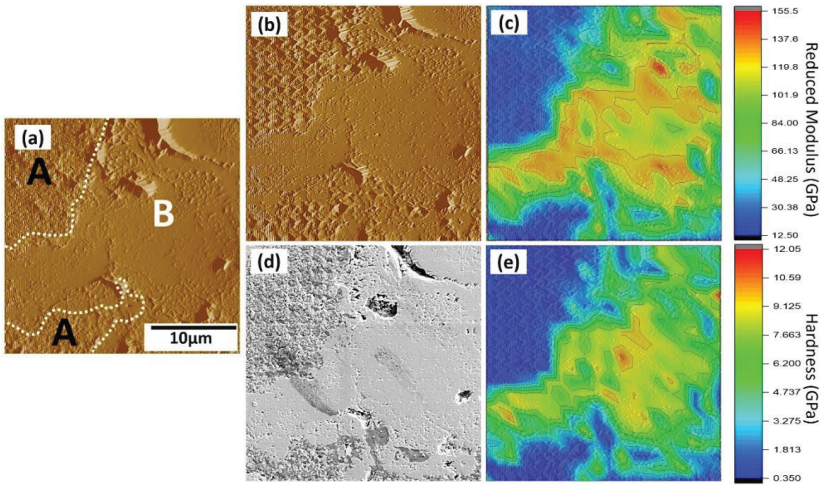 (a)
A
B
A
10µm
(b)
(c)
155.5
137.6
119.8
101.9
84.00
66.13
48.25
30.38
12.50
Reduced Modulus (GPa)
(d)
(e)
12.05
10.59
9.125
7.663
6.200
4.737
3.275
1.813
0.350
Hardness (GPa)